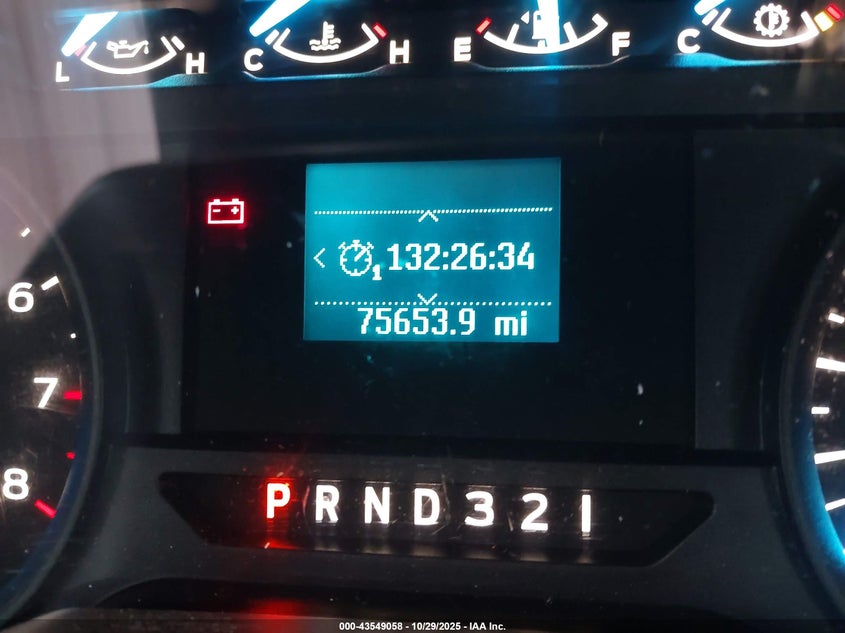 L H C H E F C
132:26:34
1
75653.9 mi
6
7
8
P R N D 3 2 1
000-43549058 - 10/29/2025 - IAA Inc.